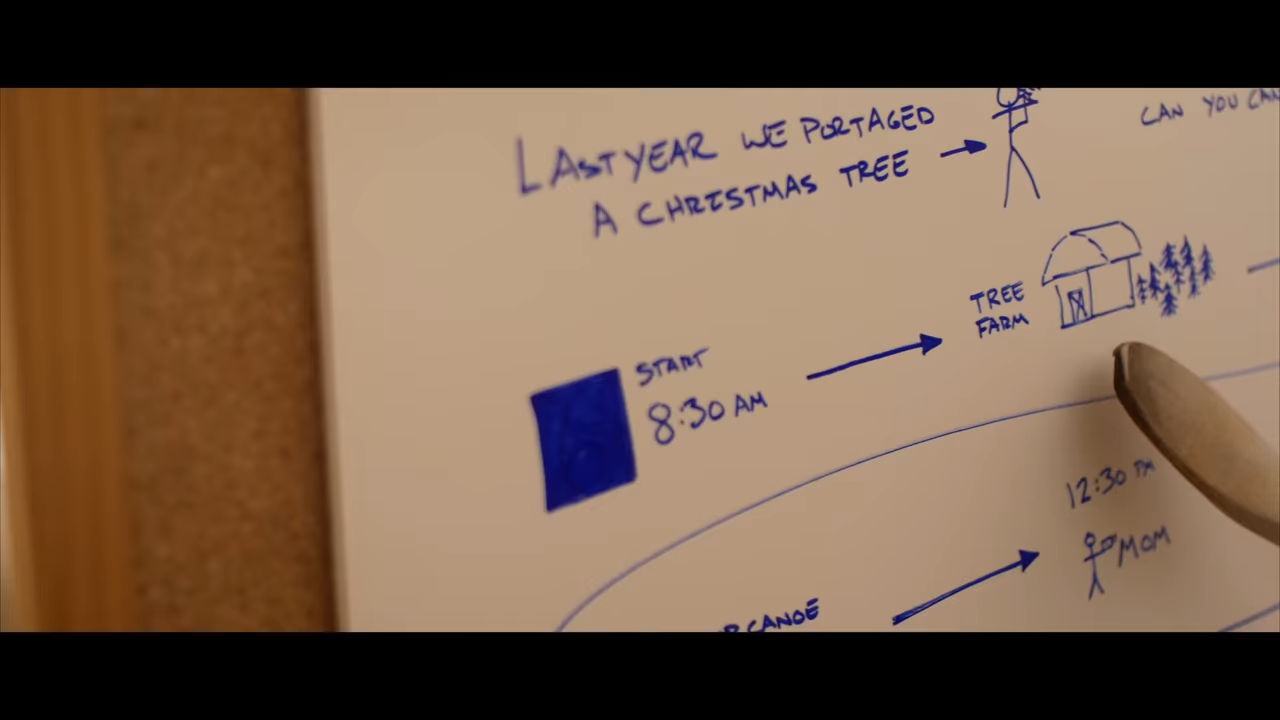 LAST YEAR WE PORTAGED
A CHRISTMAS TREE
CAN YOU CAN
TREE
FARM
START
8:30 AM
12:30 PM
MOM
CANOE